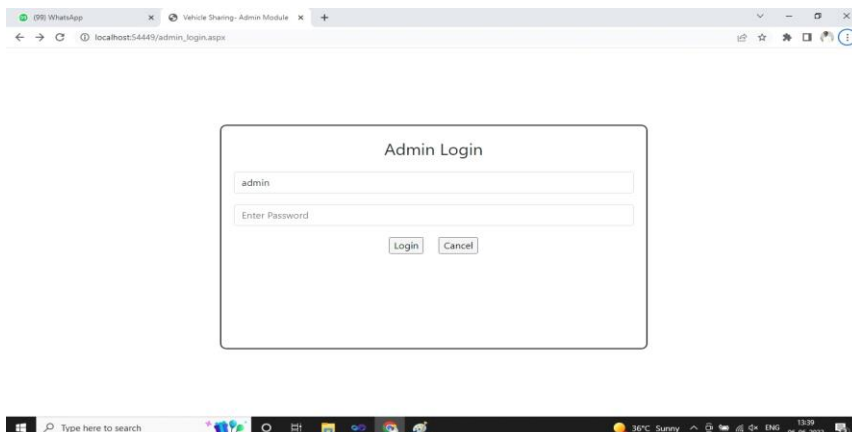 (99) WhatsApp
Vehicle Sharing- Admin Module
localhost:54449/admin_login.aspx
Admin Login
admin
Enter Password
Login Cancel
Type here to search
36°C Sunny
ENG
13:39